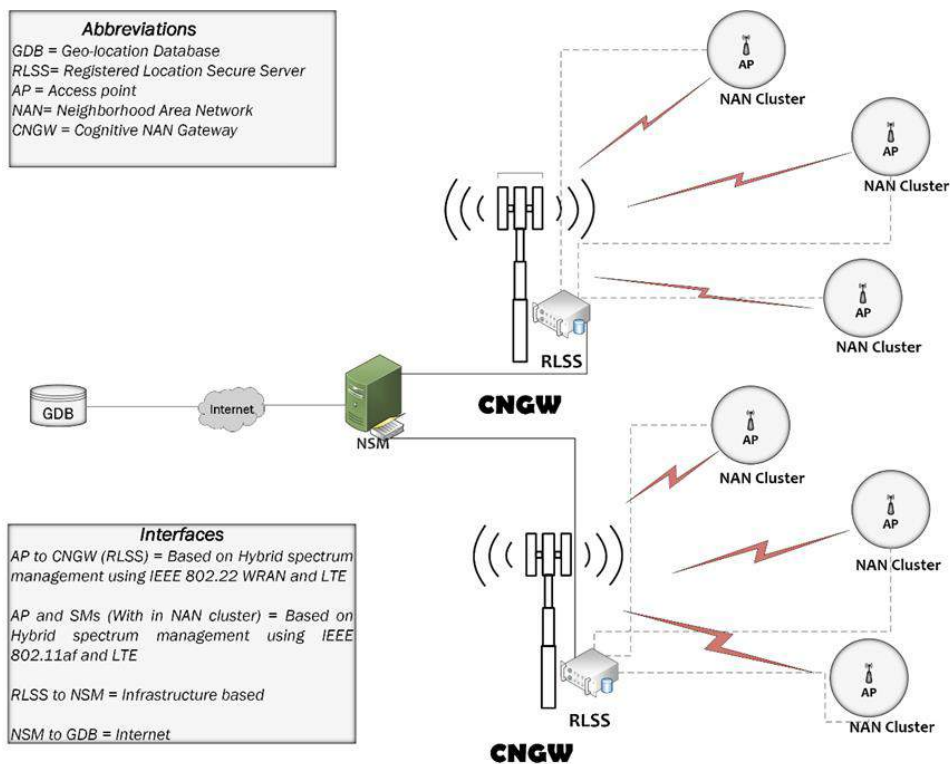 Abbreviations
GDB = Geo-location Database
RLSS= Registered Location Secure Server
AP = Access point
NAN= Neighborhood Area Network
CNGW = Cognitive NAN Gateway
AP
NAN Cluster
AP
NAN Cluster
AP
NAN Cluster
RLSS
CNGW
GDB
Internet
NSM
AP
NAN Cluster
AP
NAN Cluster
AP
NAN Cluster
RLSS
CNGW
Interfaces
AP to CNGW (RLSS) = Based on Hybrid spectrum
management using IEEE 802.22 WRAN and LTE
AP and SMs (With in NAN cluster) = Based on
Hybrid spectrum management using IEEE
802.11af and LTE
RLSS to NSM = Infrastructure based
NSM to GDB = Internet